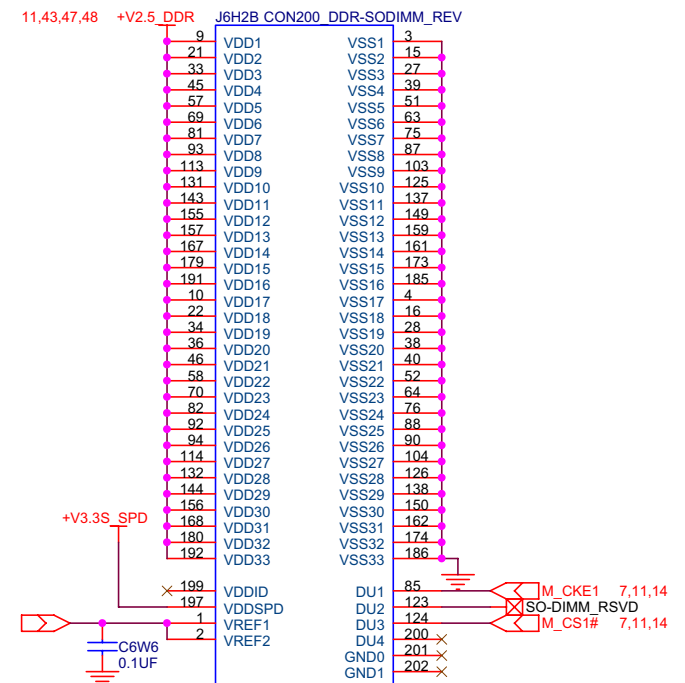 11,43,47,48 +V2.5_DDR J6H2B CON200_DDR-SODIMM_REV
9 VDD1 VSS1 3
21 VDD2 VSS2 15
33 VDD3 VSS3 27
45 VDD4 VSS4 39
57 VDD5 VSS5 51
69 VDD6 VSS6 63
81 VDD7 VSS7 75
93 VDD8 VSS8 87
113 VDD9 VSS9 103
131 VDD10 VSS10 125
143 VDD11 VSS11 137
155 VDD12 VSS12 149
157 VDD13 VSS13 159
167 VDD14 VSS14 161
179 VDD15 VSS15 173
191 VDD16 VSS16 185
10 VDD17 VSS17 4
22 VDD18 VSS18 16
34 VDD19 VSS19 28
36 VDD20 VSS20 38
46 VDD21 VSS21 40
58 VDD22 VSS22 52
70 VDD23 VSS23 64
82 VDD24 VSS24 76
92 VDD25 VSS25 88
94 VDD26 VSS26 90
114 VDD27 VSS27 104
132 VDD28 VSS28 126
144 VDD29 VSS29 138
156 VDD30 VSS30 150
168 VDD31 VSS31 162
180 VDD32 VSS32 174
192 VDD33 VSS33 186
+V3.3S_SPD
199 VDDID DU1 85 M_CKE1 7,11,14
197 VDDSPD DU2 123 SO-DIMM_RSVD
1 VREF1 DU3 124 M_CS1# 7,11,14
2 VREF2 DU4 200
C6W6 GND0 201
0.1UF GND1 202